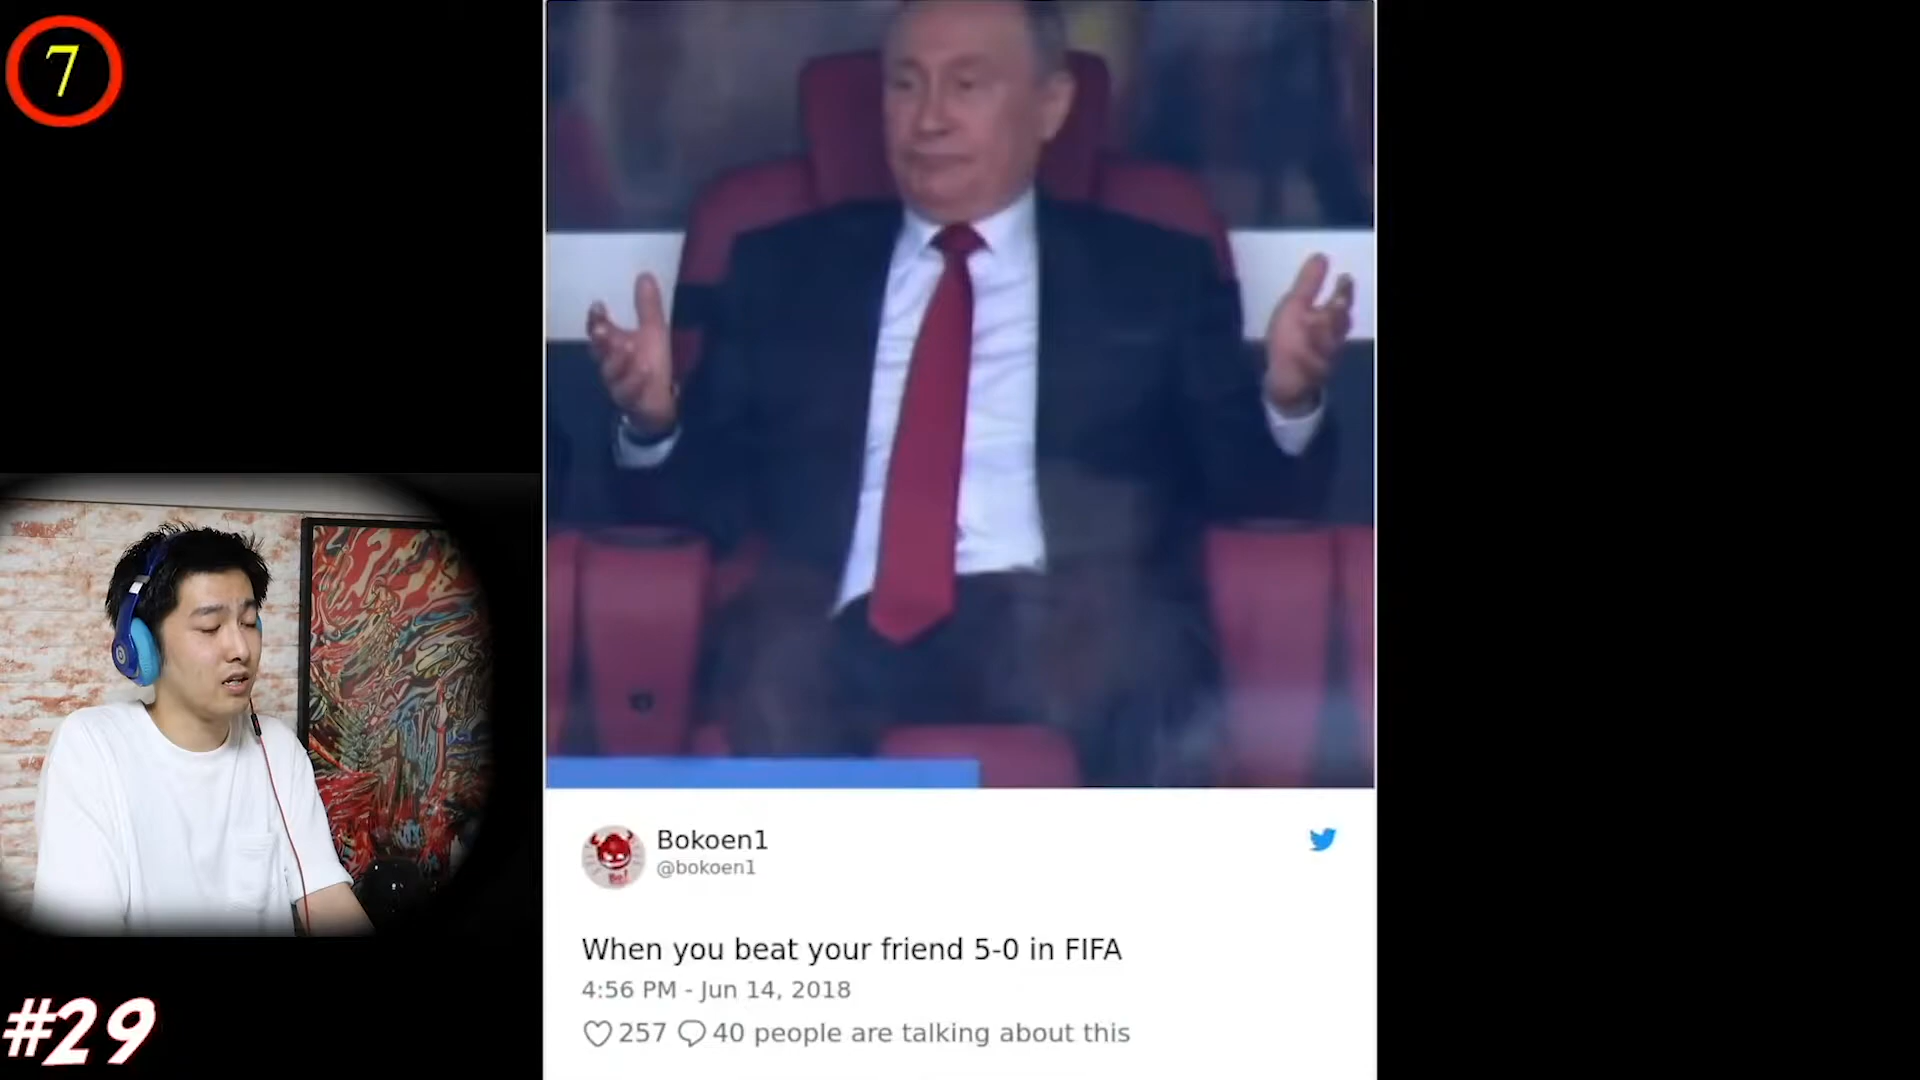 7
Bokoen1
@bokoen1
When you beat your friend 5-0 in FIFA
4:56 PM - Jun 14, 2018
257 40 people are talking about this
#29